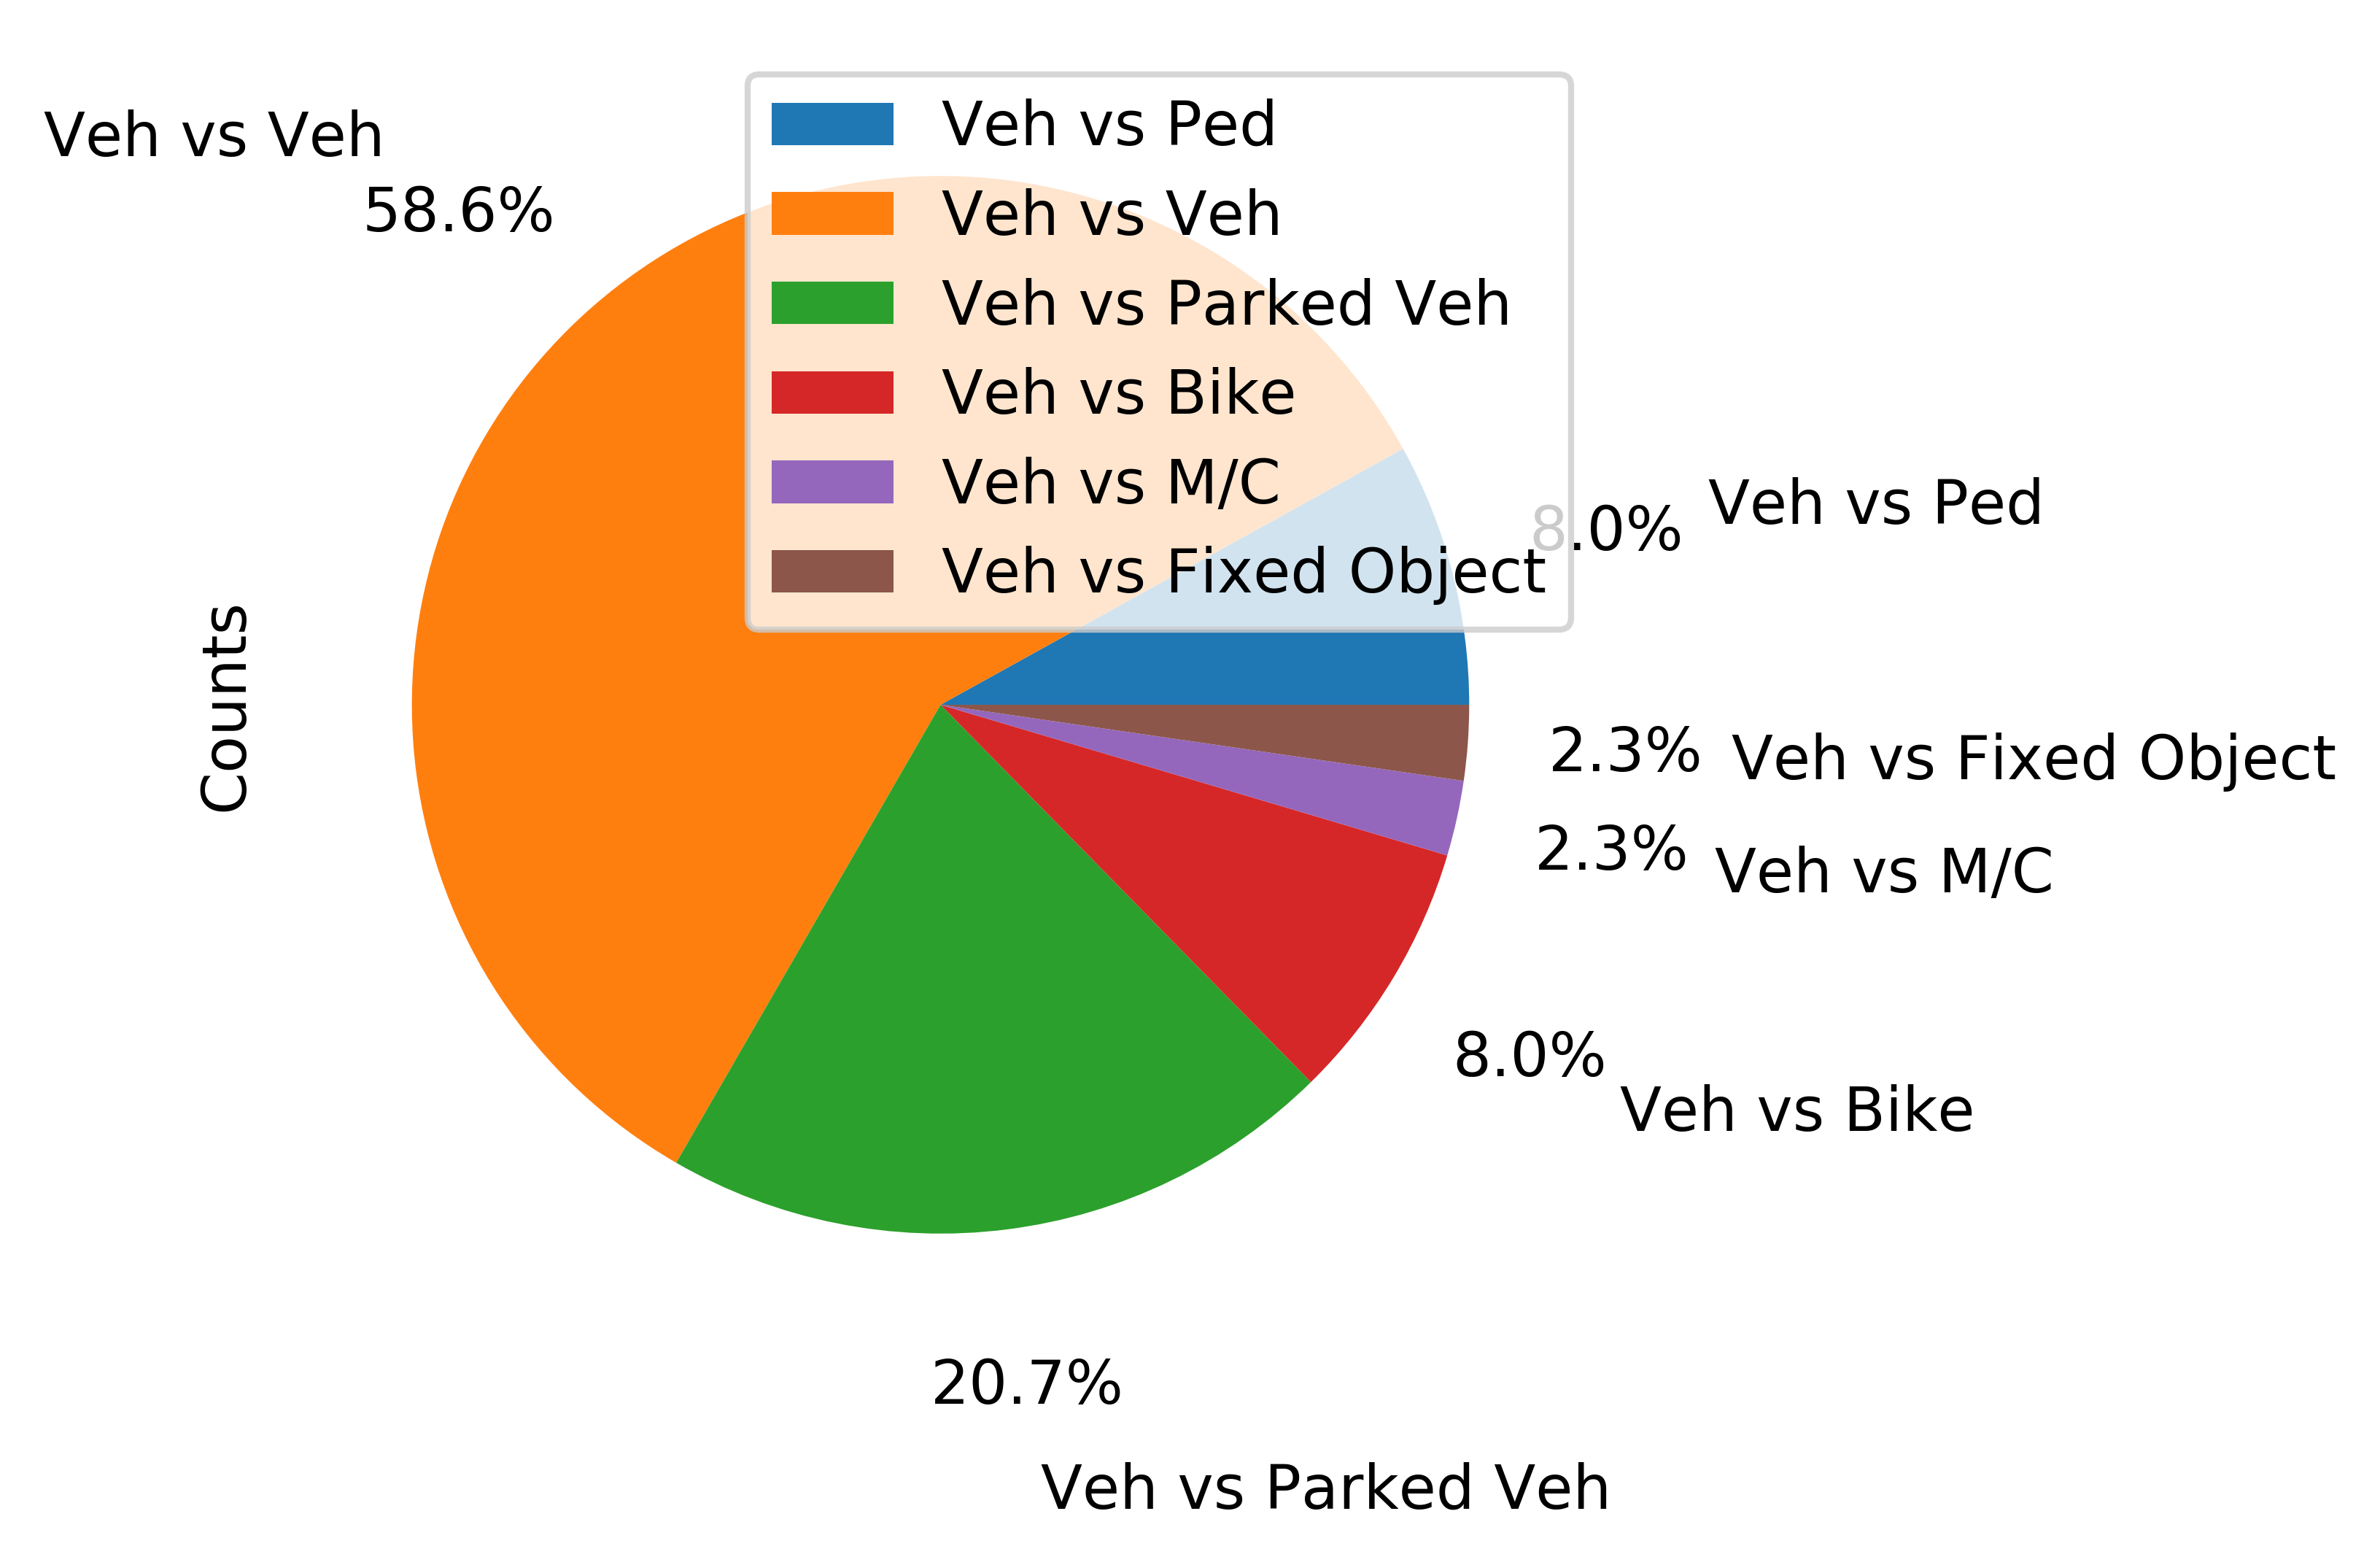 Veh vs Veh
58.6%
Veh vs Ped
Veh vs Veh
Veh vs Parked Veh
Veh vs Bike
Veh vs M/C
Veh vs Fixed Object
8.0%
Veh vs Ped
Counts
2.3%
Veh vs Fixed Object
2.3%
Veh vs M/C
8.0%
Veh vs Bike
20.7%
Veh vs Parked Veh